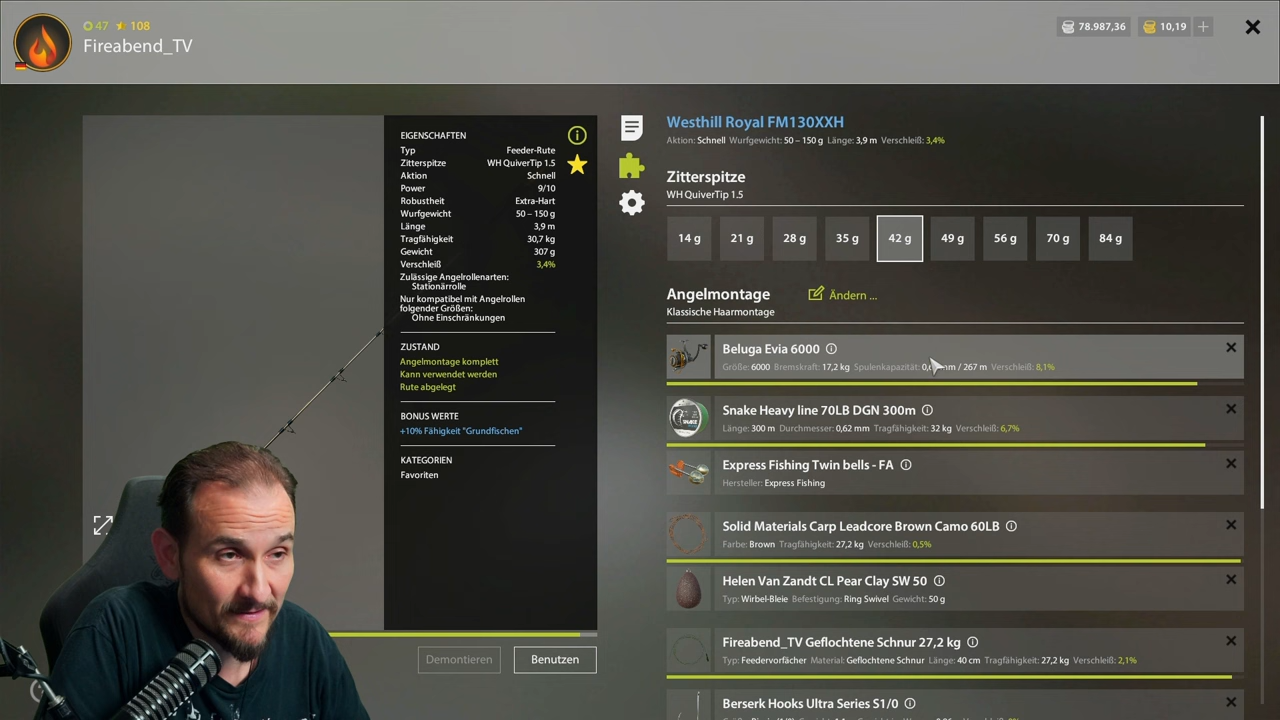 47 108
Fireabend_TV
78.987,36
10,19
EIGENSCHAFTEN
Typ Feeder-Rute
Zitterspitze WH QuiverTip 1.5
Aktion Schnell
Power 9/10
Robustheit Extra-Hart
Wurfgewicht 50 – 150 g
Länge 3,9 m
Tragfähigkeit 30,7 kg
Gewicht 307 g
Verschleiß 3,4%
Zulässige Angelrollenarten:
Stationärrolle
Nur kompatibel mit Angelrollen
folgender Größen:
Ohne Einschränkungen
ZUSTAND
Angelmontage komplett
Kann verwendet werden
Rute abgelegt
BONUS WERTE
+10% Fähigkeit "Grundfischen"
KATEGORIEN
Favoriten
Demontieren
Benutzen
Westhill Royal FM130XXH
Aktion: Schnell Wurfgewicht: 50 – 150 g Länge: 3,9 m Verschleiß: 3,4%
Zitterspitze
WH QuiverTip 1.5
14 g 21 g 28 g 35 g 42 g 49 g 56 g 70 g 84 g
Angelmontage Ändern ...
Klassische Haarmontage
Beluga Evia 6000
Größe: 6000 Bremskraft: 17,2 kg Spulenkapazität: mm / 267 m Verschleiß: 8,1%
Snake Heavy line 70LB DGN 300m
Länge: 300 m Durchmesser: 0,62 mm Tragfähigkeit: 32 kg Verschleiß: 6,7%
Express Fishing Twin bells - FA
Hersteller: Express Fishing
Solid Materials Carp Leadcore Brown Camo 60LB
Farbe: Brown Tragfähigkeit: 27,2 kg Verschleiß: 0,5%
Helen Van Zandt CL Pear Clay SW 50
Typ: Wirbel-Bleie Befestigung: Ring Swivel Gewicht: 50 g
Fireabend_TV Geflochtene Schnur 27,2 kg
Typ: Feedervorfächer Material: Geflochtene Schnur Länge: 40 cm Tragfähigkeit: 27,2 kg Verschleiß: 2,1%
Berserk Hooks Ultra Series S1/0